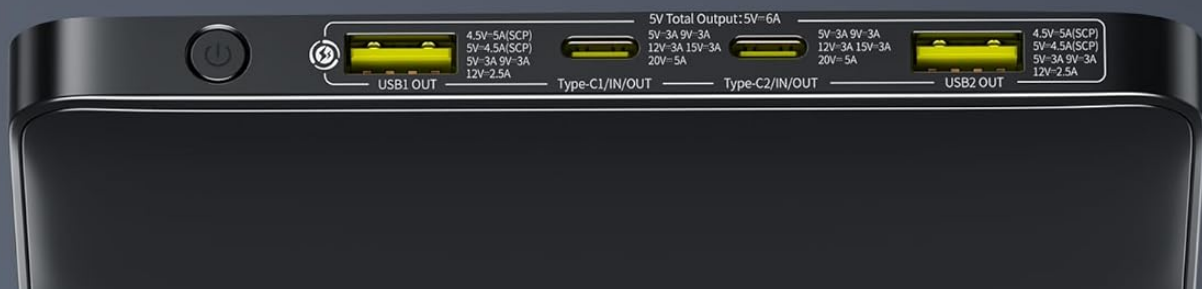 5V Total Output:5V⎓6A
4.5V⎓5A(SCP)
5V⎓4.5A(SCP)
5V⎓3A 9V⎓3A
12V⎓2.5A
USB1 OUT
5V⎓3A 9V⎓3A
12V⎓3A 15V⎓3A
20V⎓5A
Type-C1/IN/OUT
5V⎓3A 9V⎓3A
12V⎓3A 15V⎓3A
20V⎓5A
Type-C2/IN/OUT
4.5V⎓5A(SCP)
5V⎓4.5A(SCP)
5V⎓3A 9V⎓3A
12V⎓2.5A
USB2 OUT